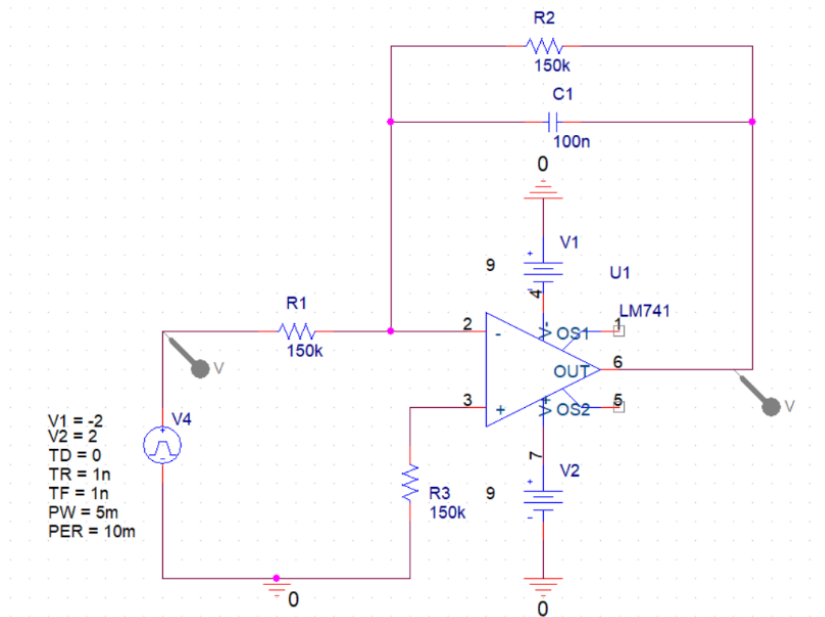 R2
150k
C1
100n
0
V1
9
U1
4
LM741
R1
150k
2
-
V-
OS1
1
V
OUT
6
V
3
+
V+
OS2
5
V4
V1 = -2
V2 = 2
TD = 0
TR = 1n
TF = 1n
PW = 5m
PER = 10m
7
V2
9
R3
150k
0
0